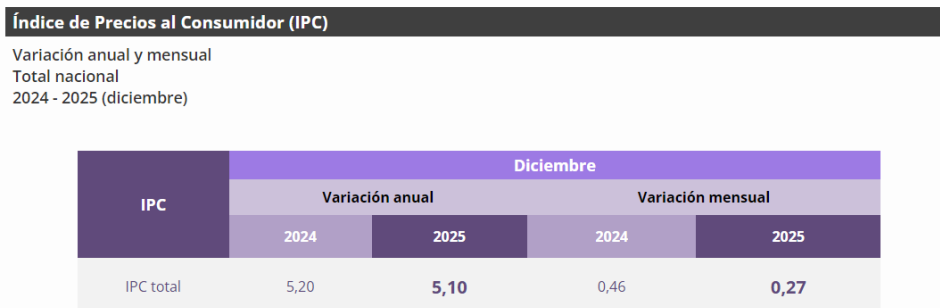 Índice de Precios al Consumidor (IPC)
Variación anual y mensual
Total nacional
2024 - 2025 (diciembre)
IPC
Diciembre
Variación anual Variación mensual
2024 2025 2024 2025
IPC total 5,20 5,10 0,46 0,27